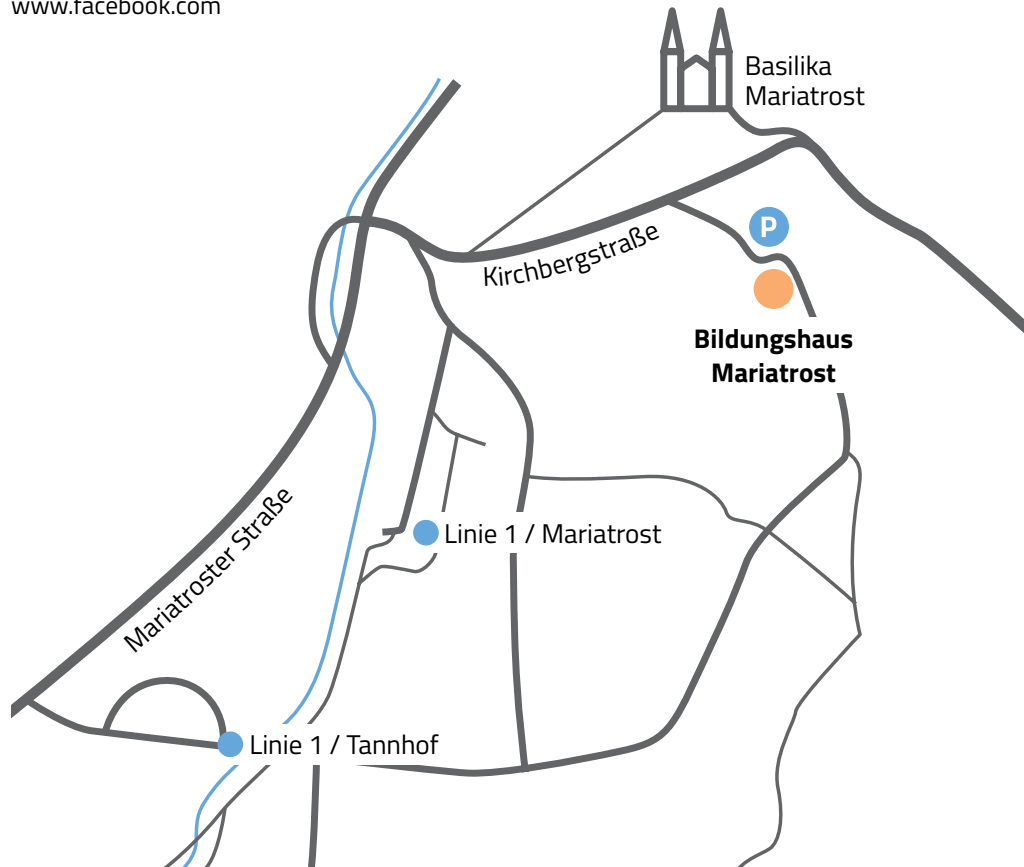 www.facebook.com
Basilika
Mariatrost
P
Kirchbergstraße
Bildungshaus
Mariatrost
Mariatroster Straße
Linie 1 / Mariatrost
Linie 1 / Tannhof